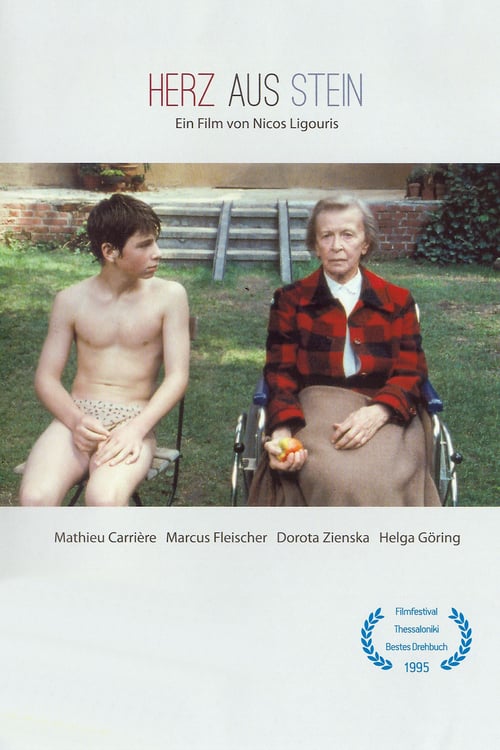 HERZ AUS STEIN
Ein Film von Nicos Ligouris
Mathieu Carrière Marcus Fleischer Dorota Zienska Helga Göring
Filmfestival
Thessaloniki
Bestes Drehbuch
1995